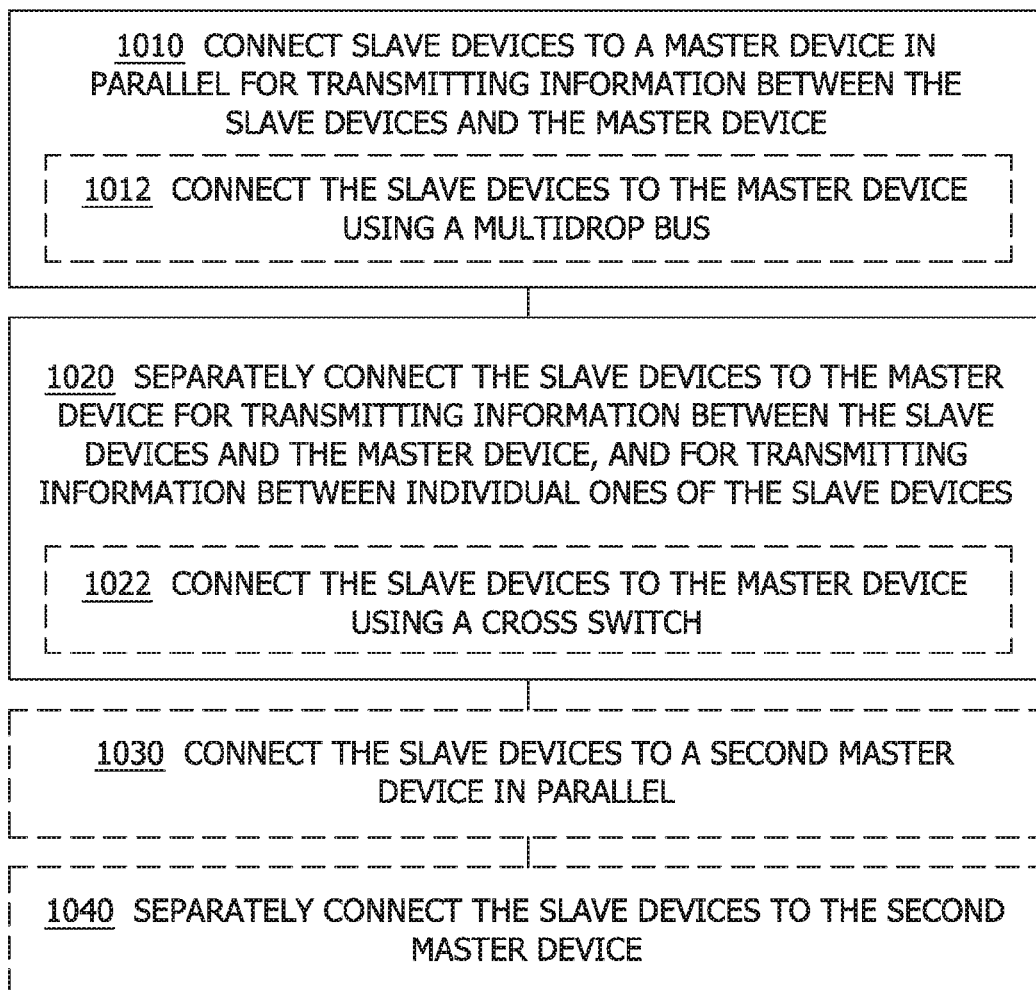 1010 CONNECT SLAVE DEVICES TO A MASTER DEVICE IN
PARALLEL FOR TRANSMITTING INFORMATION BETWEEN THE
SLAVE DEVICES AND THE MASTER DEVICE
1012 CONNECT THE SLAVE DEVICES TO THE MASTER DEVICE
USING A MULTIDROP BUS
1020 SEPARATELY CONNECT THE SLAVE DEVICES TO THE MASTER
DEVICE FOR TRANSMITTING INFORMATION BETWEEN THE SLAVE
DEVICES AND THE MASTER DEVICE, AND FOR TRANSMITTING
INFORMATION BETWEEN INDIVIDUAL ONES OF THE SLAVE DEVICES
1022 CONNECT THE SLAVE DEVICES TO THE MASTER DEVICE
USING A CROSS SWITCH
1030 CONNECT THE SLAVE DEVICES TO A SECOND MASTER
DEVICE IN PARALLEL
1040 SEPARATELY CONNECT THE SLAVE DEVICES TO THE SECOND
MASTER DEVICE